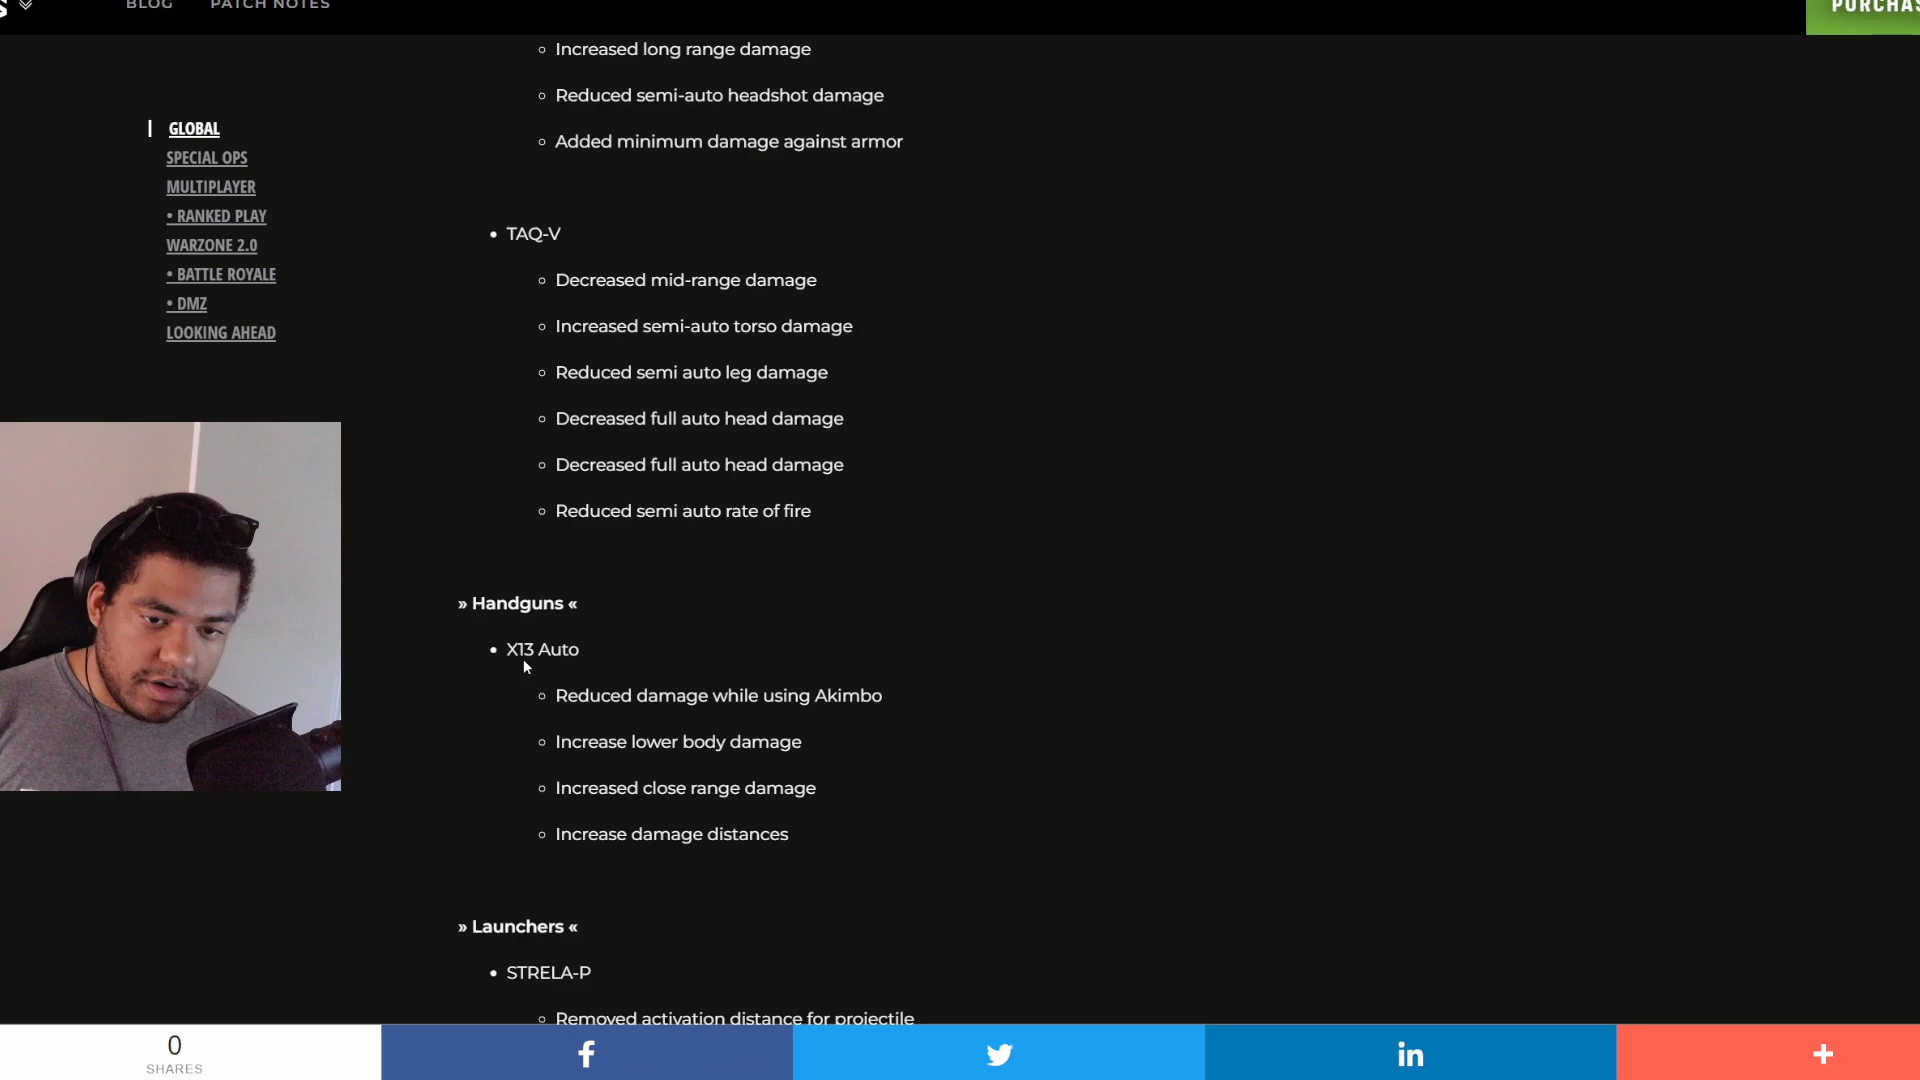 BLOG
PATCH NOTES
Increased long range damage
Reduced semi-auto headshot damage
Added minimum damage against armor
GLOBAL
SPECIAL OPS
MULTIPLAYER
• RANKED PLAY
WARZONE 2.0
• BATTLE ROYALE
• DMZ
LOOKING AHEAD
• TAQ-V
Decreased mid-range damage
Increased semi-auto torso damage
Reduced semi auto leg damage
Decreased full auto head damage
Decreased full auto head damage
Reduced semi auto rate of fire
» Handguns «
• X13 Auto
Reduced damage while using Akimbo
Increase lower body damage
Increased close range damage
Increase damage distances
» Launchers «
• STRELA-P
Removed activation distance for projectile
0
SHARES